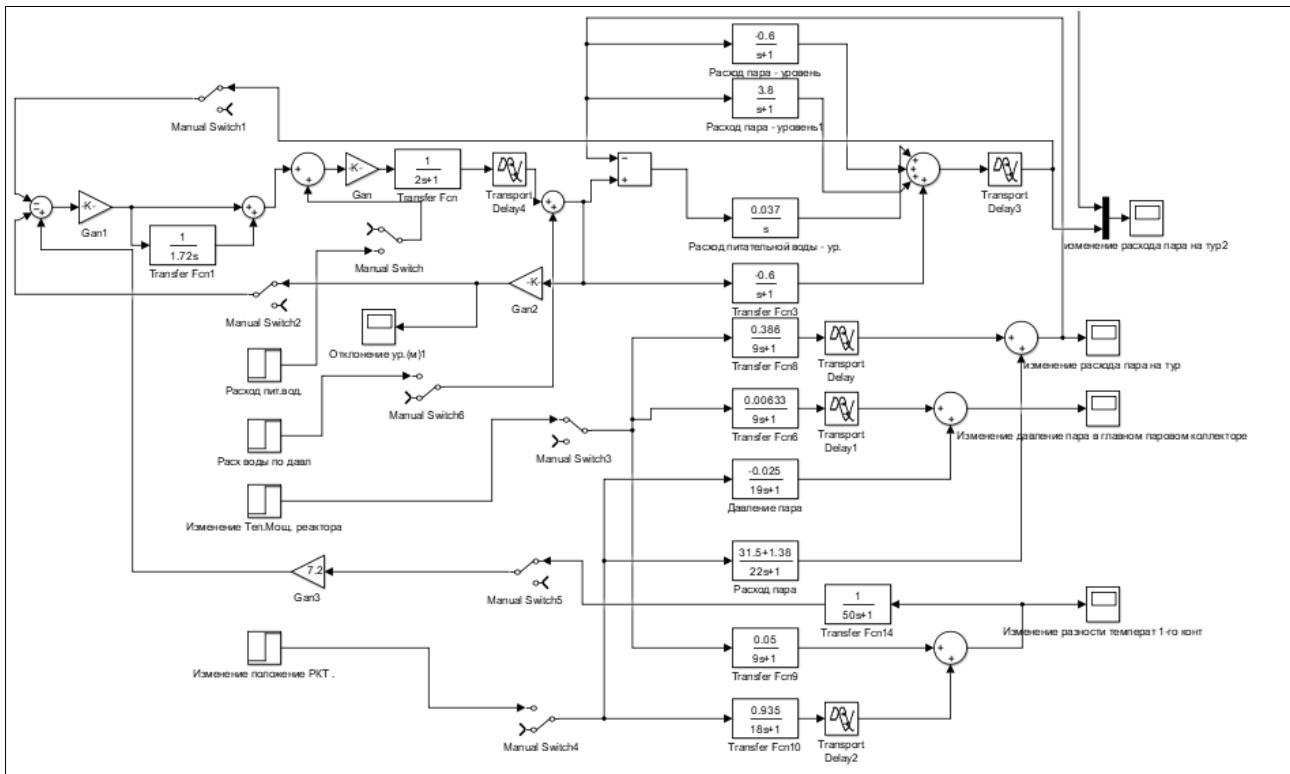 -0.6
s+1
Расход пара - уровень
3.8
s+1
Расход пара - уровень1
Manual Switch1
-K-
Gan1
1
1.72s
Transfer Fcn1
-K-
Gan
1
2s+1
Transfer Fcn
Transport
Delay4
Manual Switch
0.037
s
Расход питательной воды - ур.
Transport
Delay3
изменение расхода пара на тур2
Manual Switch2
-K-
Gan2
-0.6
s+1
Transfer Fcn3
Отклонение ур.(м)1
Расход пит.вод.
0.386
9s+1
Transfer Fcn8
Transport
Delay
изменение расхода пара на тур
Manual Switch6
Расх воды по давл
Manual Switch3
0.00633
9s+1
Transfer Fcn6
Transport
Delay1
Изменение давление пара в главном паровом коллекторе
Изменение Теп.Мощ. реактора
-0.025
19s+1
Давление пара
7.2
Gan3
Manual Switch5
31.5+1.38
22s+1
Расход пара
1
50s+1
Transfer Fcn14
Изменение разности температ 1-го конт
0.05
9s+1
Transfer Fcn9
Изменение положение РКТ .
Manual Switch4
0.935
18s+1
Transfer Fcn10
Transport
Delay2